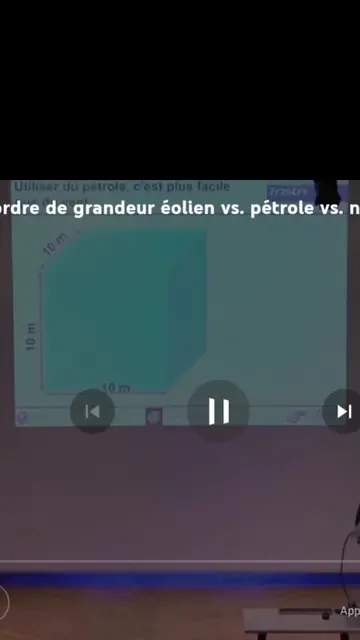 Utiliser du pétrole, c'est plus facile
ordre de grandeur éolien vs. pétrole vs. n
10 m
10 m
10 m
App